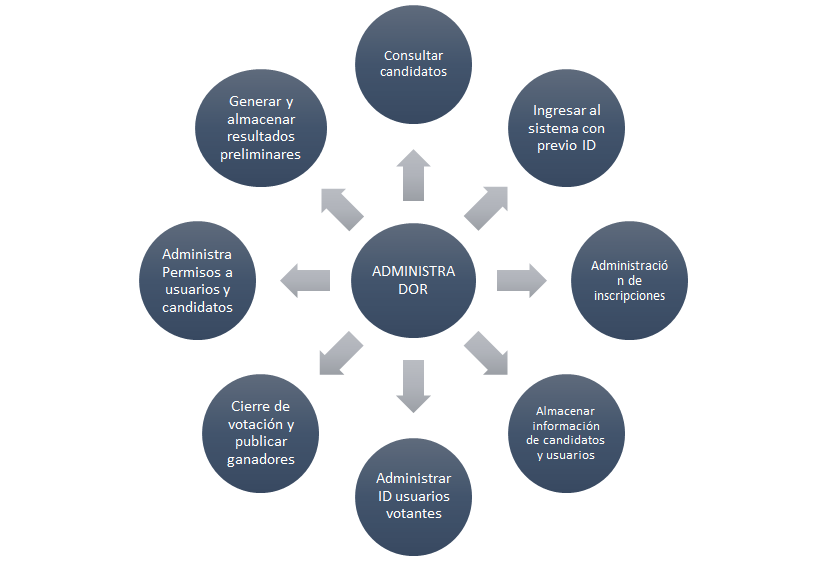 Consultar
candidatos
Ingresar al
sistema con
previo ID
Administració
n de
inscripciones
Almacenar
información
de candidatos
y usuarios
Administrar
ID usuarios
votantes
Cierre de
votación y
publicar
ganadores
Administra
Permisos a
usuarios y
candidatos
Generar y
almacenar
resultados
preliminares
ADMINISTRA
DOR